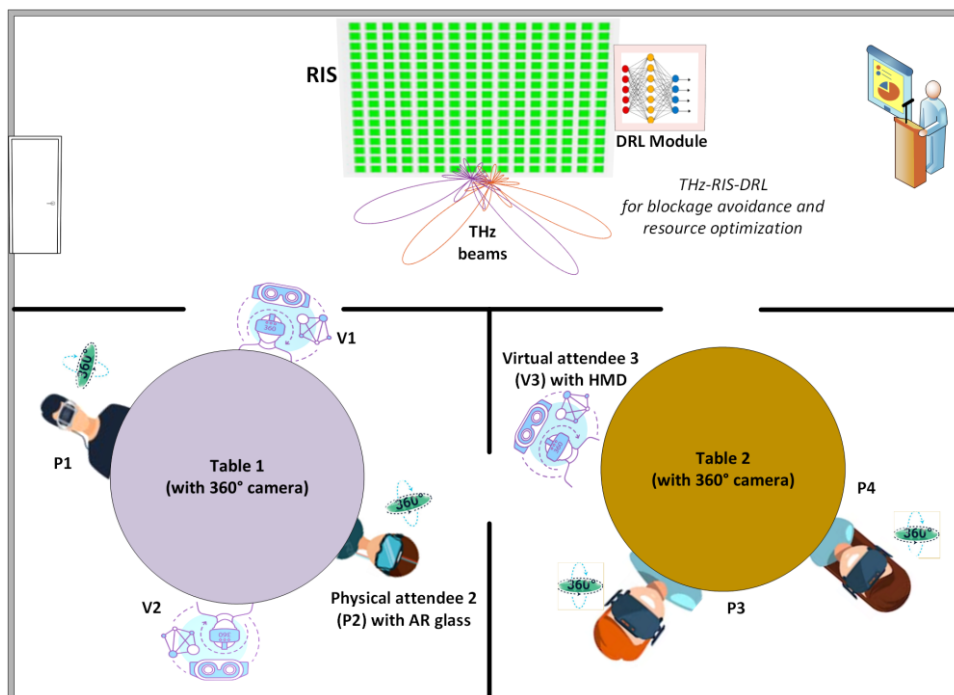 RIS
DRL Module
THz-RIS-DRL
for blockage avoidance and
resource optimization
THz
beams
V1
Virtual attendee 3
(V3) with HMD
360°
P1
Table 1
(with 360° camera)
Table 2
(with 360° camera)
P4
360°
360°
360°
V2
Physical attendee 2
(P2) with AR glass
P3